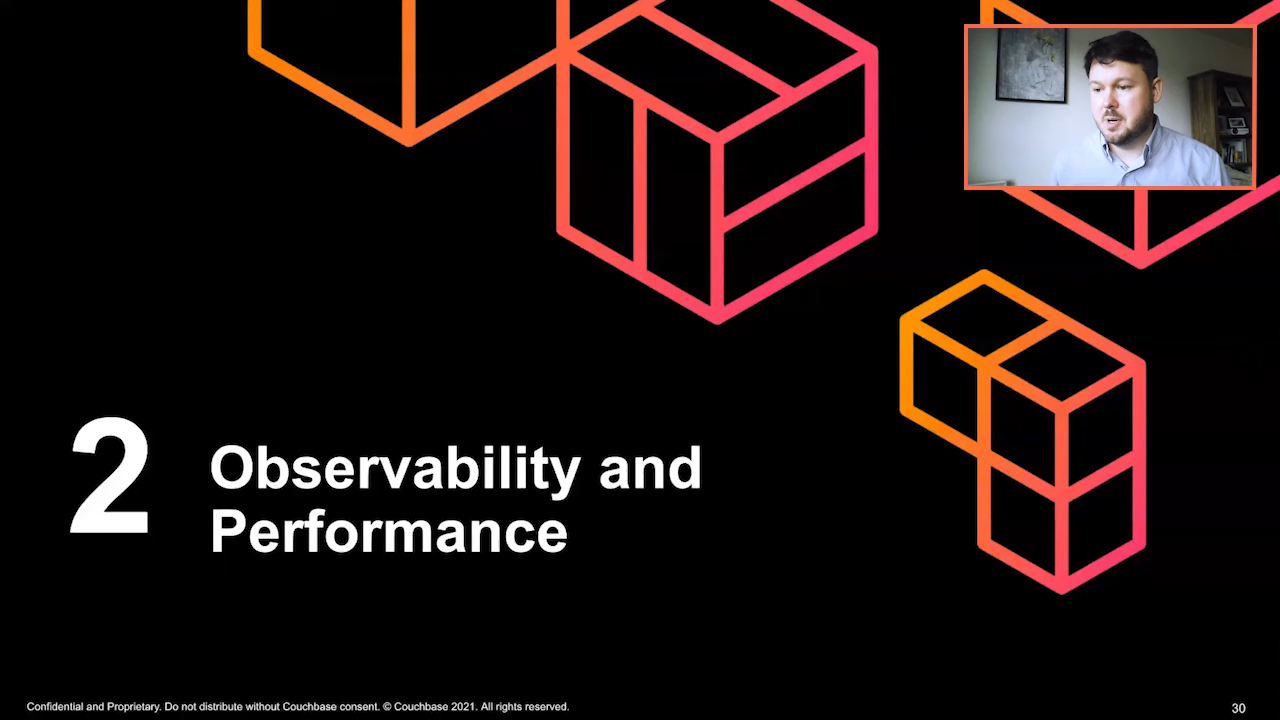 2
Observability and
Performance
Confidential and Proprietary. Do not distribute without Couchbase consent. © Couchbase 2021. All rights reserved.
30